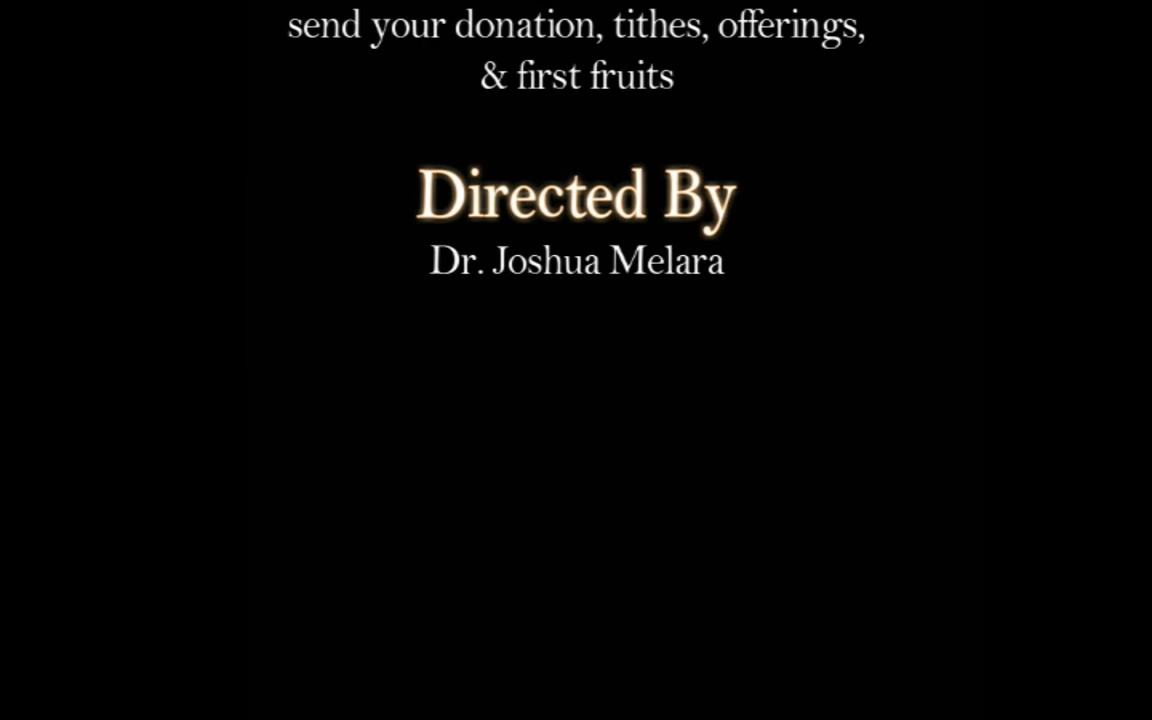 send your donation, tithes, offerings,
& first fruits
Directed By
Dr. Joshua Melara